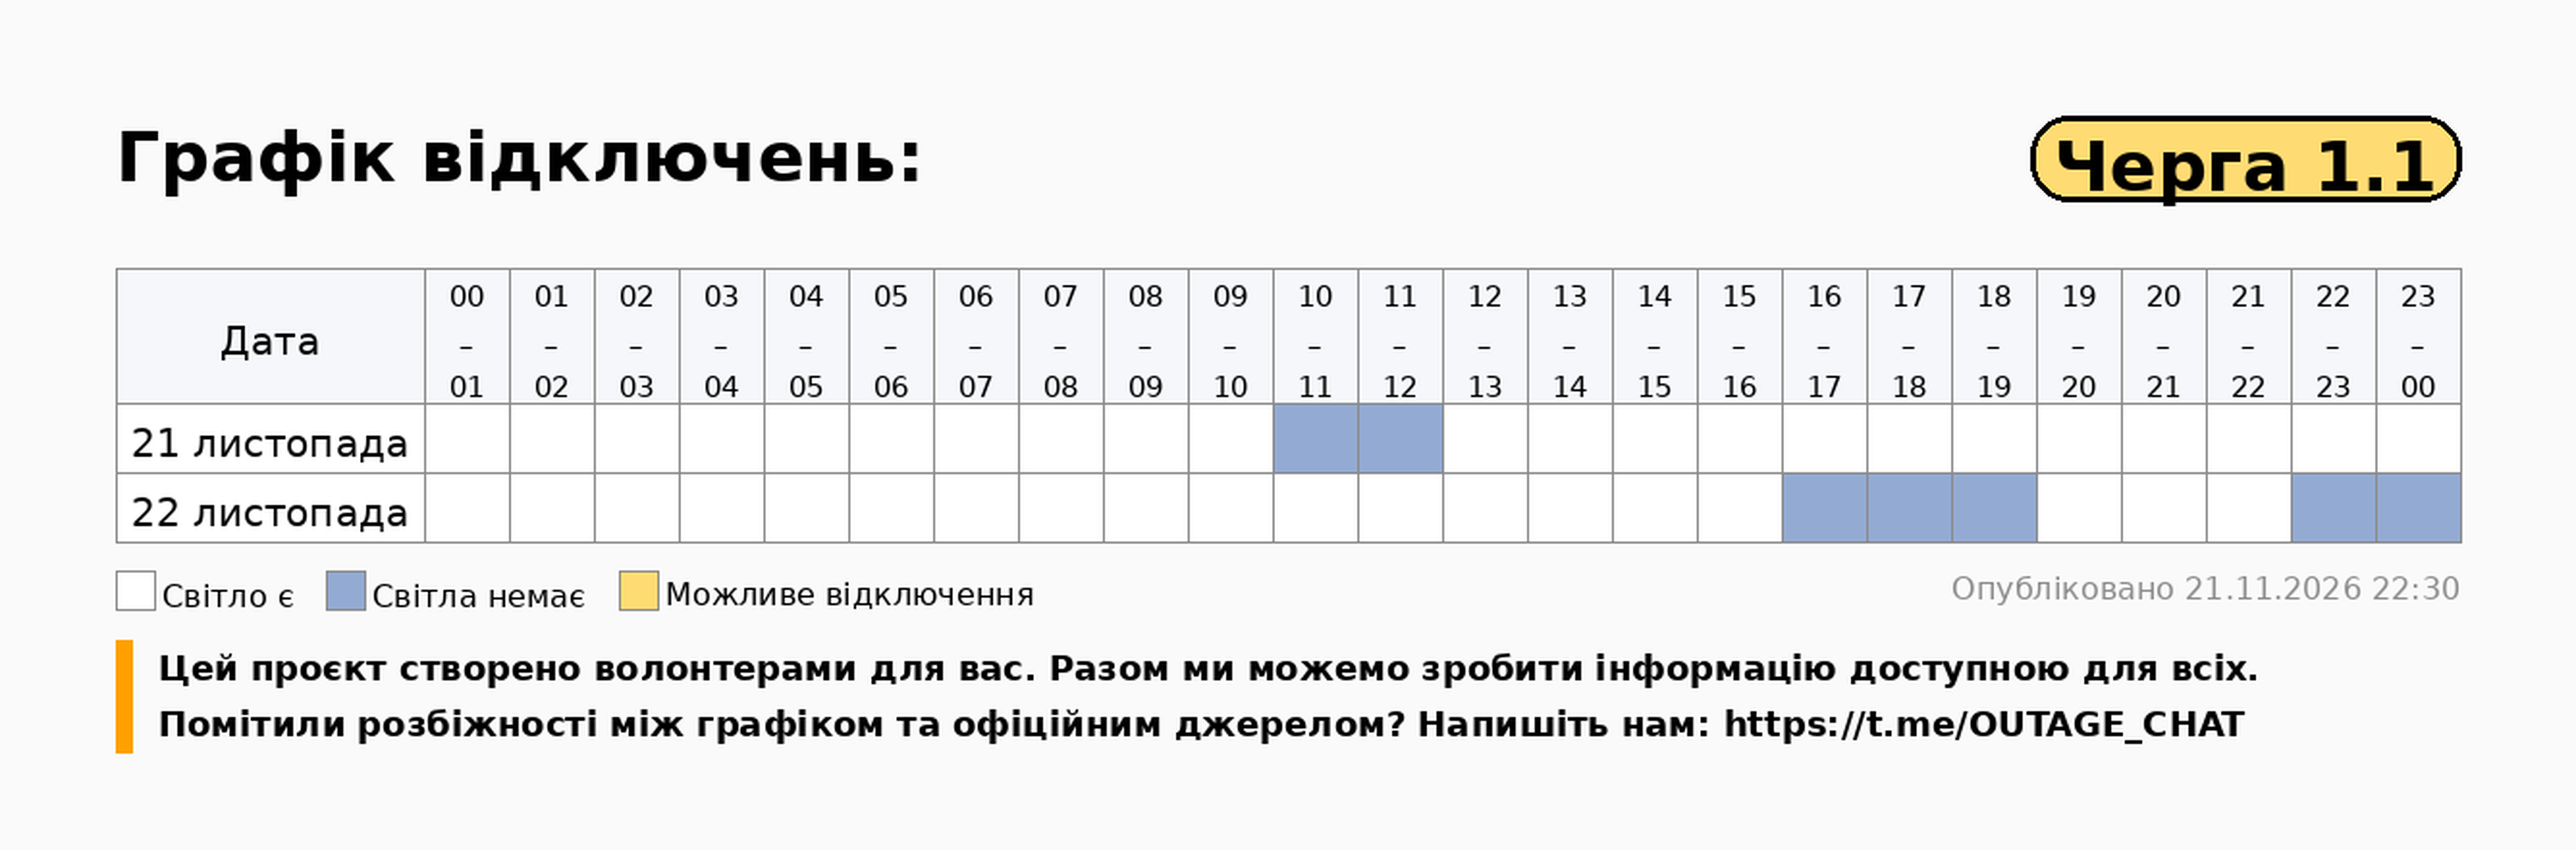 Графік відключень:
Черга 1.1
Дата 00 – 01 01 – 02 02 – 03 03 – 04 04 – 05 05 – 06 06 – 07 07 – 08 08 – 09 09 – 10 10 – 11 11 – 12 12 – 13 13 – 14 14 – 15 15 – 16 16 – 17 17 – 18 18 – 19 19 – 20 20 – 21 21 – 22 22 – 23 23 – 00
21 листопада
22 листопада
Світло є Світла немає Можливе відключення
Опубліковано 21.11.2026 22:30
Цей проєкт створено волонтерами для вас. Разом ми можемо зробити інформацію доступною для всіх.
Помітили розбіжності між графіком та офіційним джерелом? Напишіть нам: https://t.me/OUTAGE_CHAT